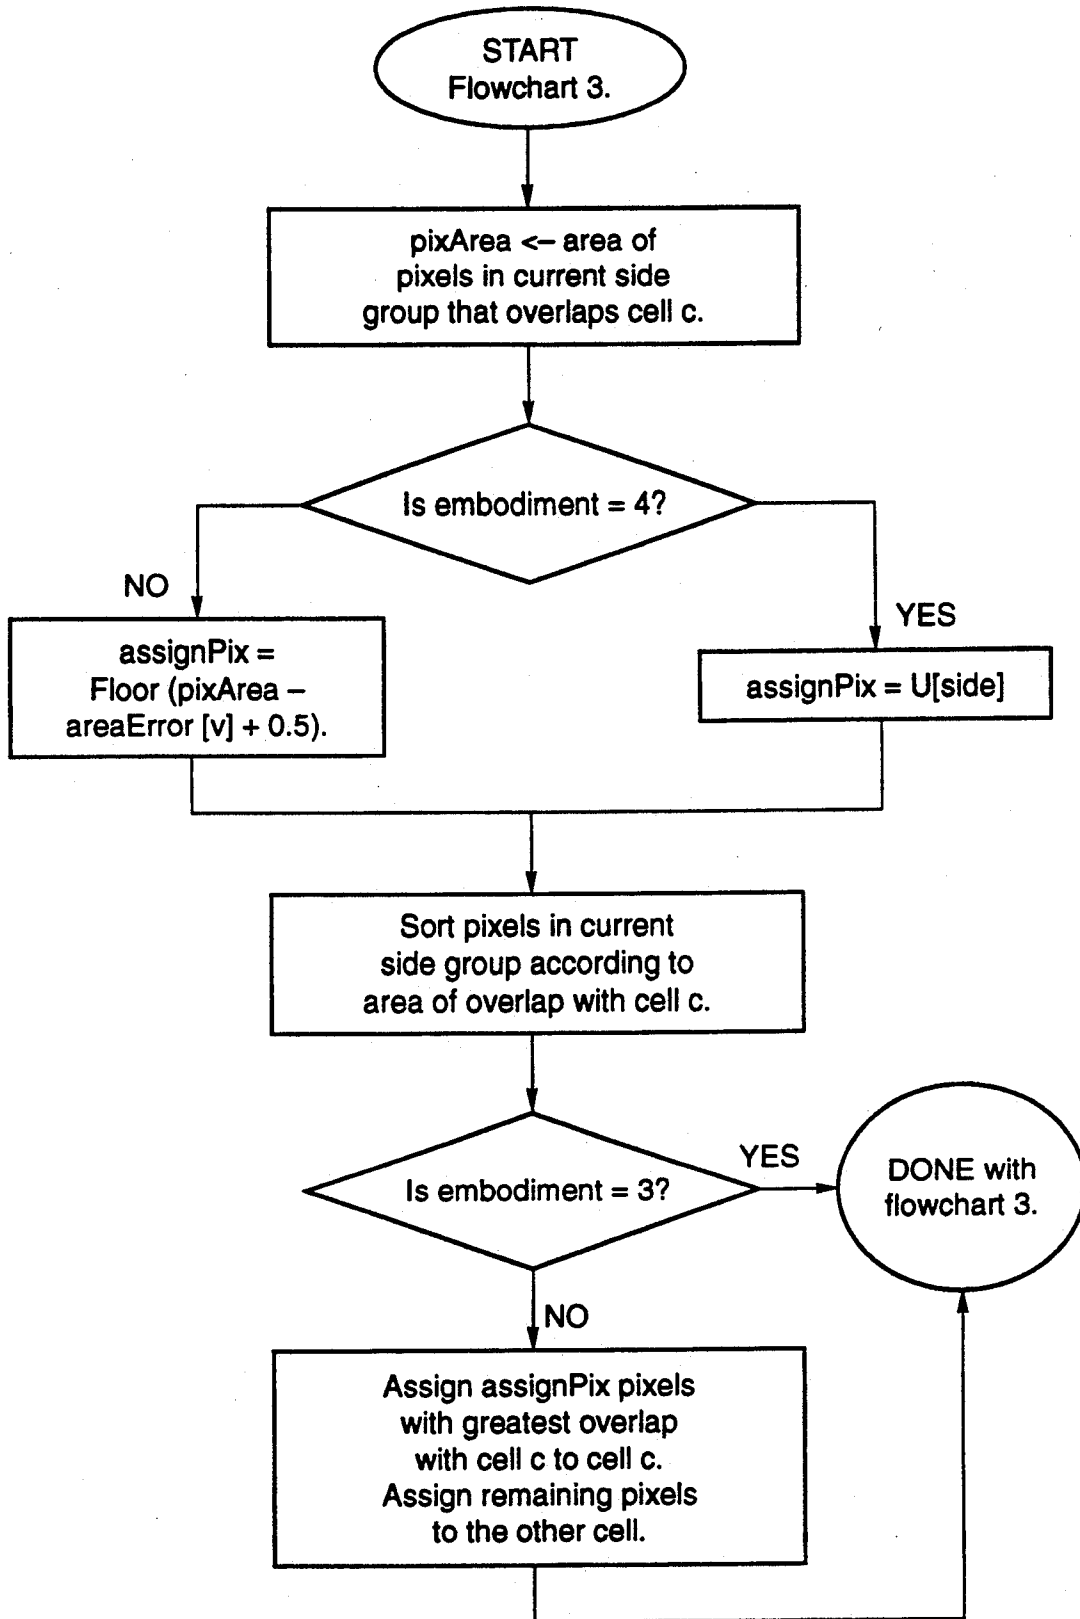 START
Flowchart 3.
pixArea <– area of
pixels in current side
group that overlaps cell c.
Is embodiment = 4?
NO
YES
assignPix =
Floor (pixArea –
areaError [v] + 0.5).
assignPix = U[side]
Sort pixels in current
side group according to
area of overlap with cell c.
Is embodiment = 3?
YES
DONE with
flowchart 3.
NO
Assign assignPix pixels
with greatest overlap
with cell c to cell c.
Assign remaining pixels
to the other cell.